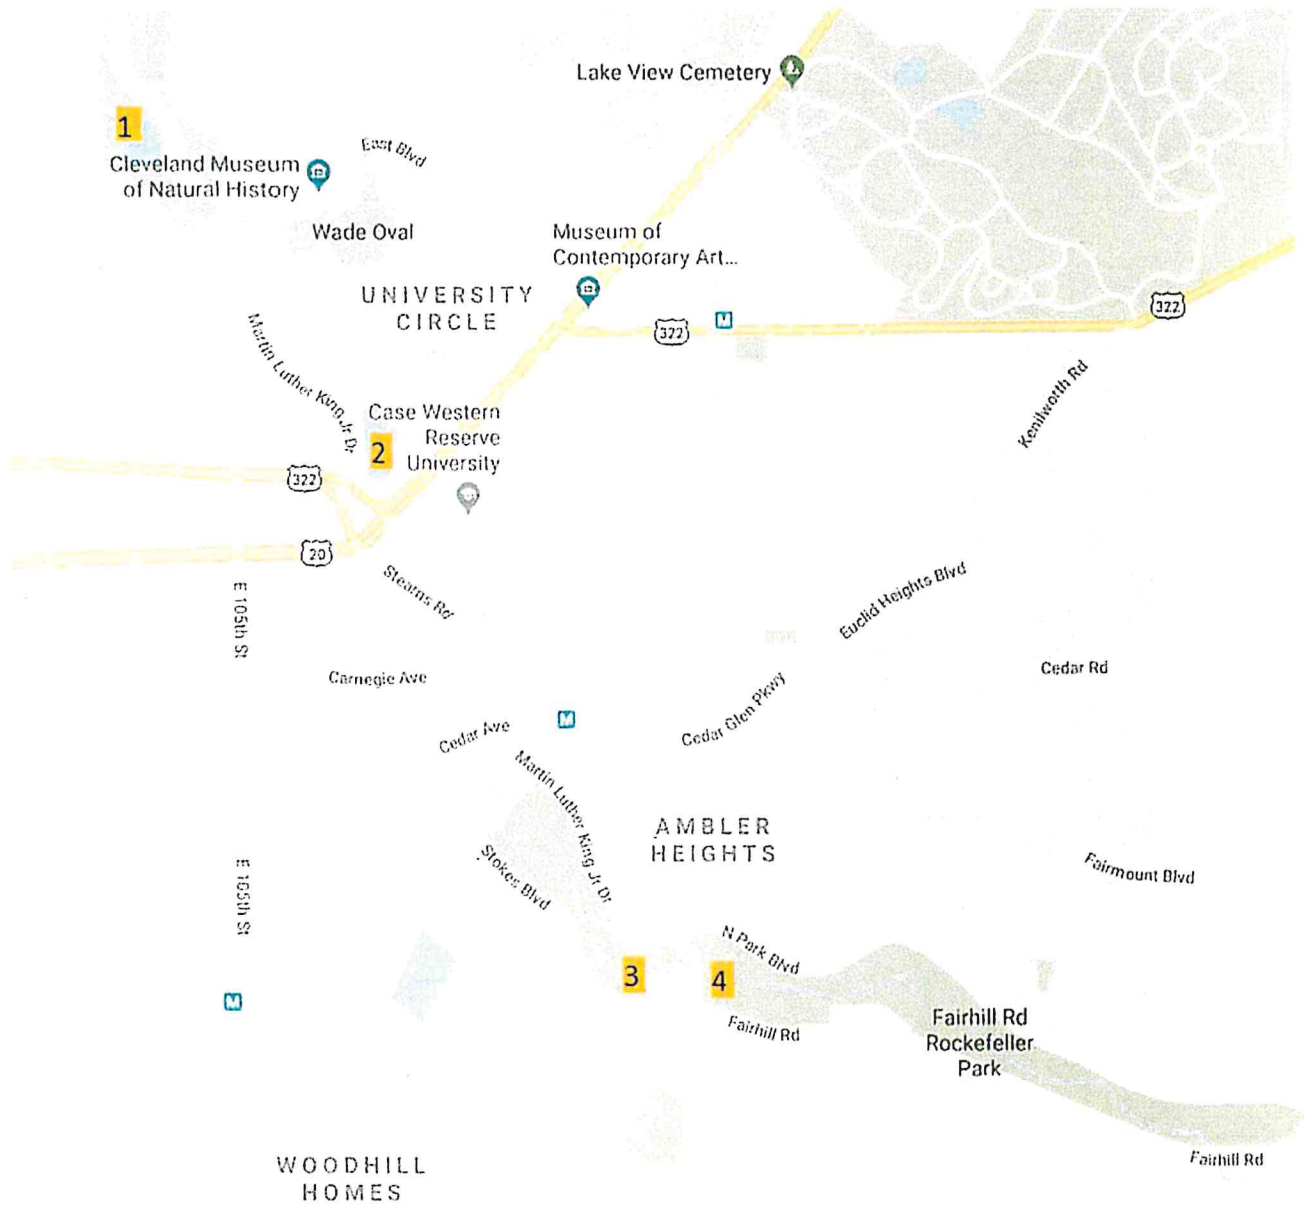 Lake View Cemetery
1
East Blvd
Cleveland Museum
of Natural History
Wade Oval
Museum of
Contemporary Art...
UNIVERSITY
CIRCLE
322
M
322
Martin Luther King Jr Dr
Kenilworth Rd
Case Western
Reserve
University
2
322
20
Stearns Rd
E 105th St
Euclid Heights Blvd
Cedar Rd
Carnegie Ave
Cedar Glen Pkwy
M
Cedar Ave
Martin Luther King Jr Dr
AMBLER
HEIGHTS
Stokes Blvd
Fairmount Blvd
E 105th St
N Park Blvd
3
4
M
Fairhill Rd
Fairhill Rd
Rockefeller
Park
Fairhill Rd
WOODHILL
HOMES